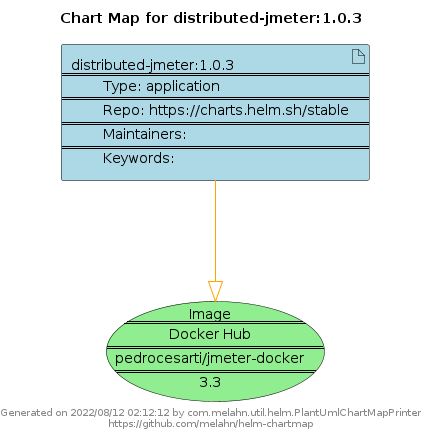 Chart Map for distributed-jmeter:1.0.3
distributed-jmeter:1.0.3
Type: application
Repo: https://charts.helm.sh/stable
Maintainers:
Keywords:
Image
Docker Hub
pedrocesarti/jmeter-docker
3.3
Generated on 2022/08/12 02:12:12 by com.melahn.util.helm.PlantUmlChartMapPrinter
https://github.com/melahn/helm-chartmap